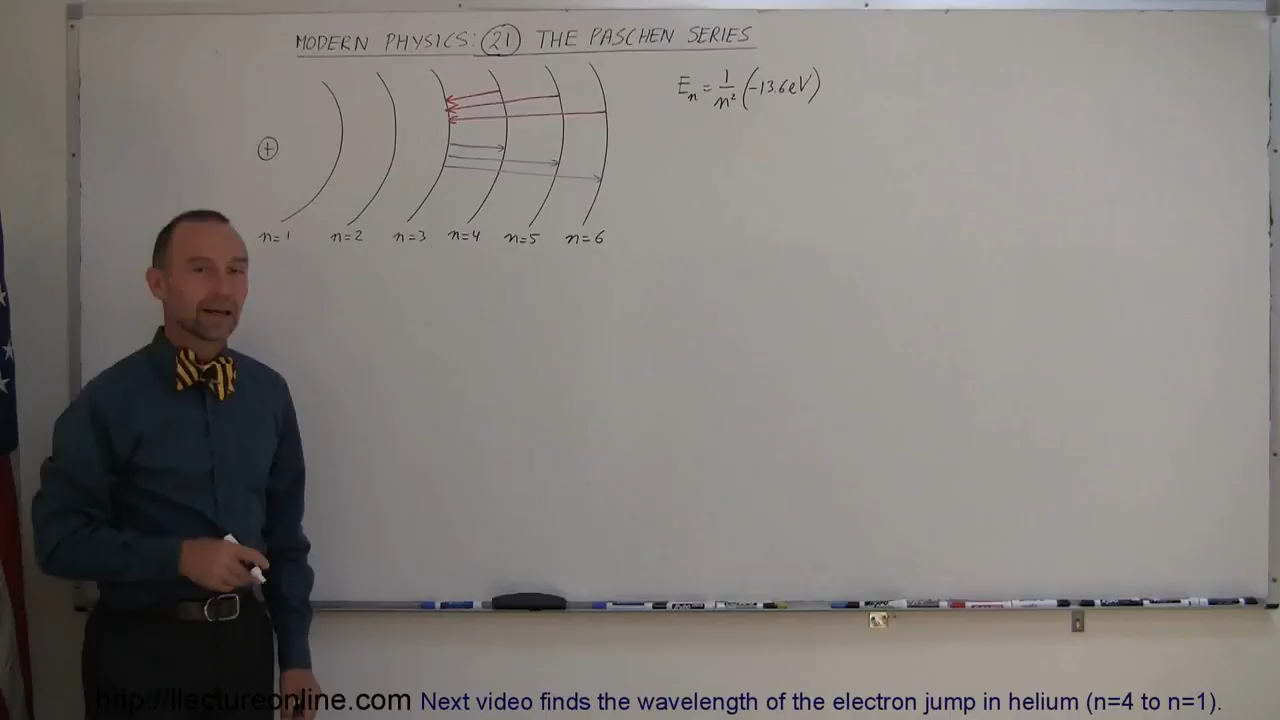 MODERN PHYSICS: 21 THE PASCHEN SERIES
Eₙ = 1/n² (-13.6eV)
+
n=1 n=2 n=3 n=4 n=5 n=6
http://ilectureonline.com Next video finds the wavelength of the electron jump in helium (n=4 to n=1).